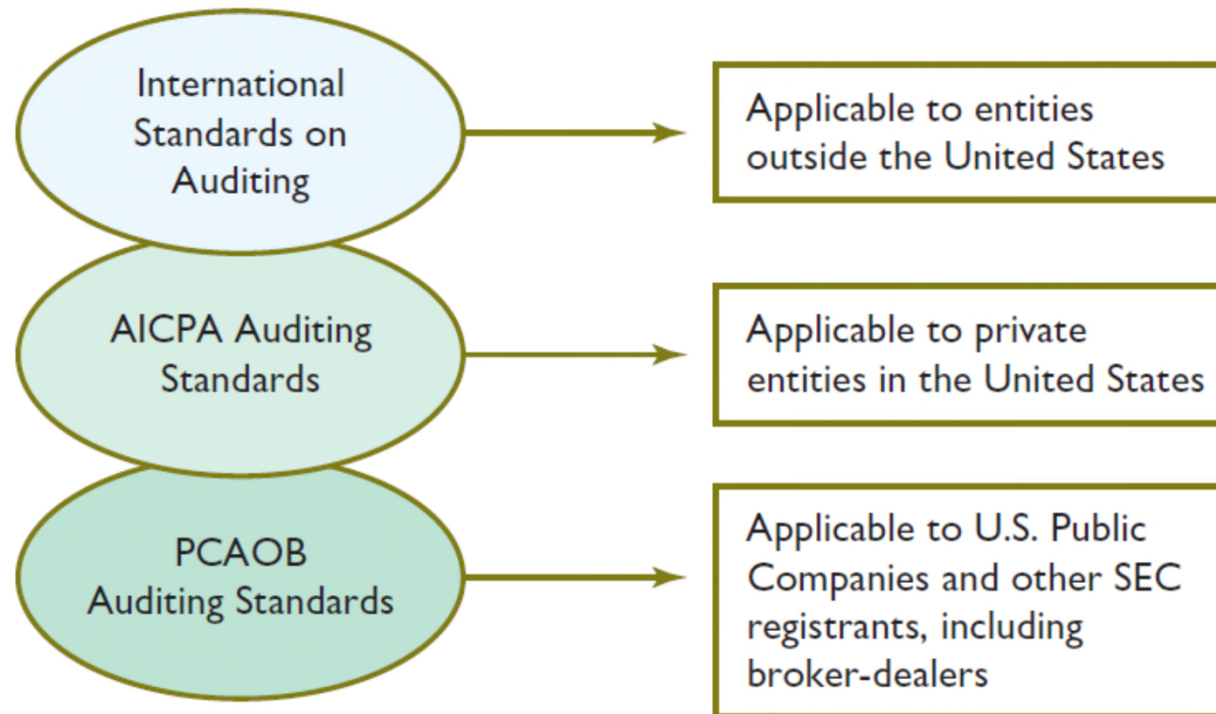 International
Standards on
Auditing
Applicable to entities
outside the United States
AICPA Auditing
Standards
Applicable to private
entities in the United States
PCAOB
Auditing Standards
Applicable to U.S. Public
Companies and other SEC
registrants, including
broker-dealers